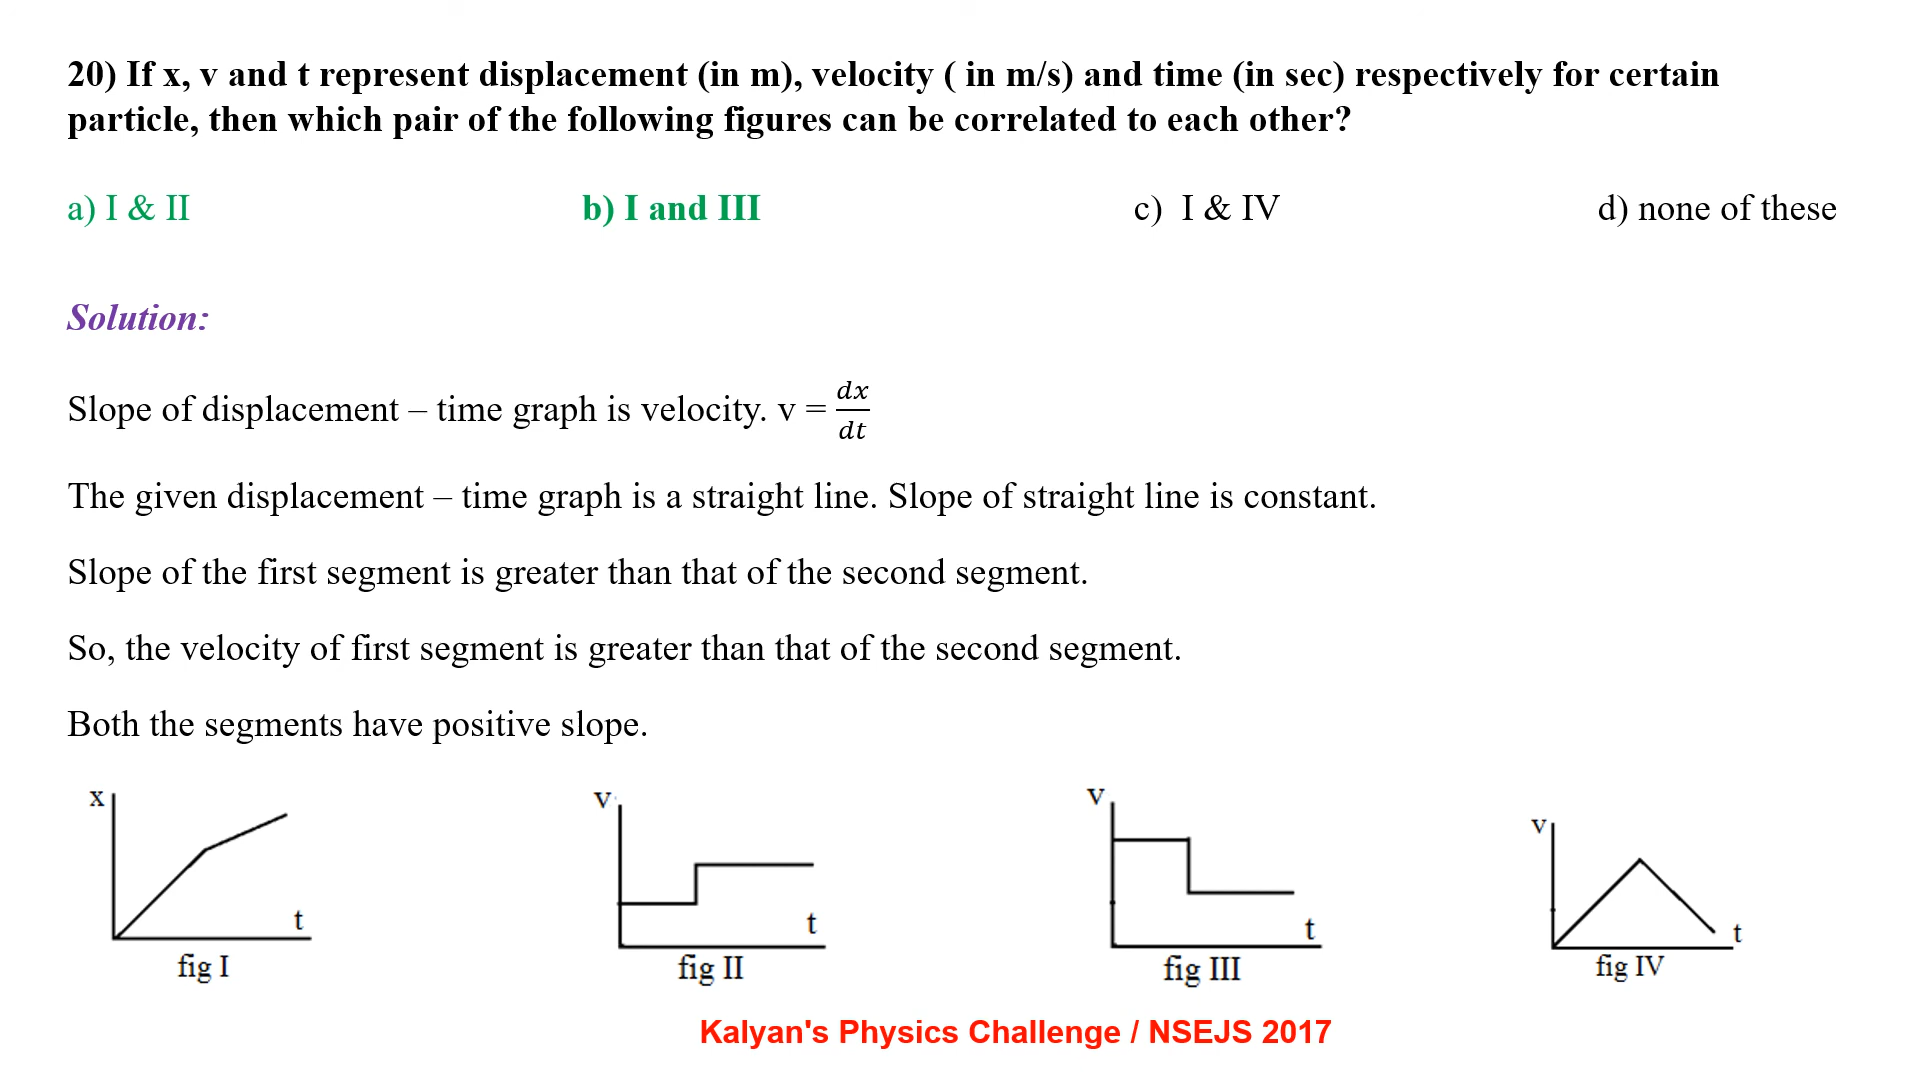 20) If x, v and t represent displacement (in m), velocity ( in m/s) and time (in sec) respectively for certain
particle, then which pair of the following figures can be correlated to each other?
a) I & II b) I and III c) I & IV d) none of these
Solution:
Slope of displacement – time graph is velocity. v = dx/dt
The given displacement – time graph is a straight line. Slope of straight line is constant.
Slope of the first segment is greater than that of the second segment.
So, the velocity of first segment is greater than that of the second segment.
Both the segments have positive slope.
x t fig I
v t fig II
v t fig III
v t fig IV
Kalyan's Physics Challenge / NSEJS 2017